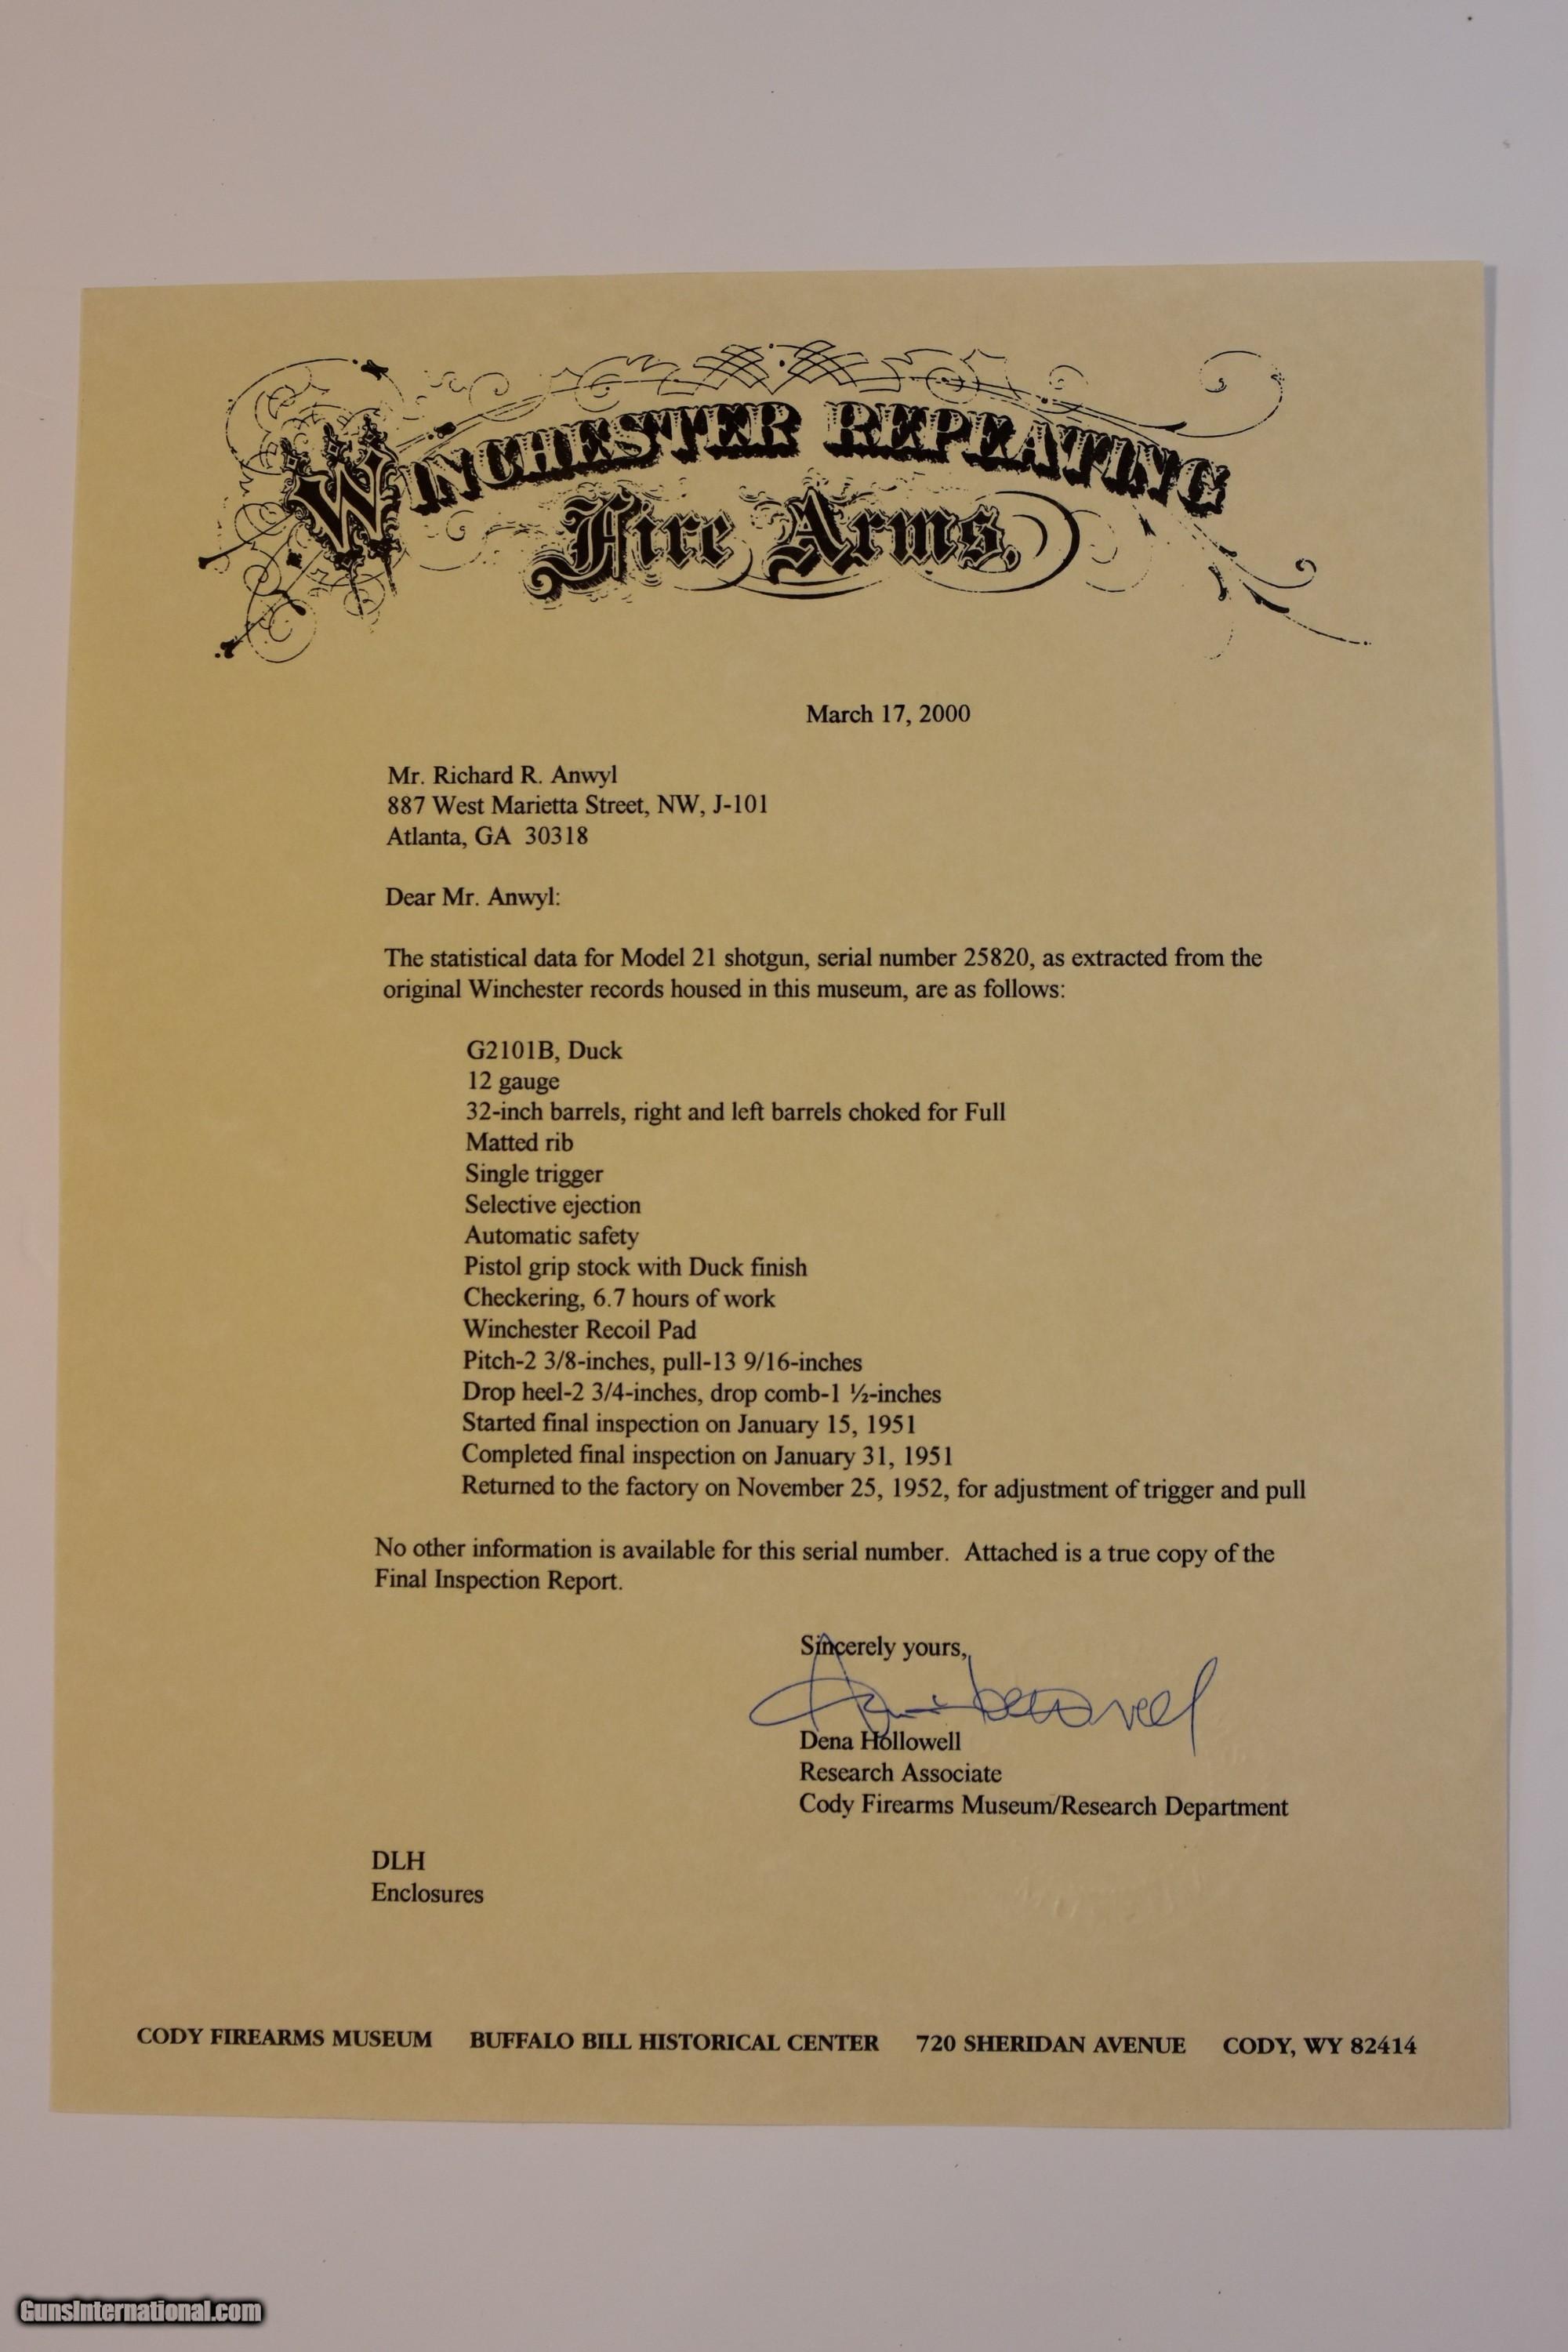 WINCHESTER REPEATING
Fire Arms,
March 17, 2000
Mr. Richard R. Anwyl
887 West Marietta Street, NW, J-101
Atlanta, GA  30318
Dear Mr. Anwyl:
The statistical data for Model 21 shotgun, serial number 25820, as extracted from the
original Winchester records housed in this museum, are as follows:
G2101B, Duck
12 gauge
32-inch barrels, right and left barrels choked for Full
Matted rib
Single trigger
Selective ejection
Automatic safety
Pistol grip stock with Duck finish
Checkering, 6.7 hours of work
Winchester Recoil Pad
Pitch-2 3/8-inches, pull-13 9/16-inches
Drop heel-2 3/4-inches, drop comb-1 ½-inches
Started final inspection on January 15, 1951
Completed final inspection on January 31, 1951
Returned to the factory on November 25, 1952, for adjustment of trigger and pull
No other information is available for this serial number.  Attached is a true copy of the
Final Inspection Report.
Sincerely yours,
Dena Hollowell
Research Associate
Cody Firearms Museum/Research Department
DLH
Enclosures
CODY FIREARMS MUSEUM BUFFALO BILL HISTORICAL CENTER 720 SHERIDAN AVENUE CODY, WY 82414
GunsInternational.com